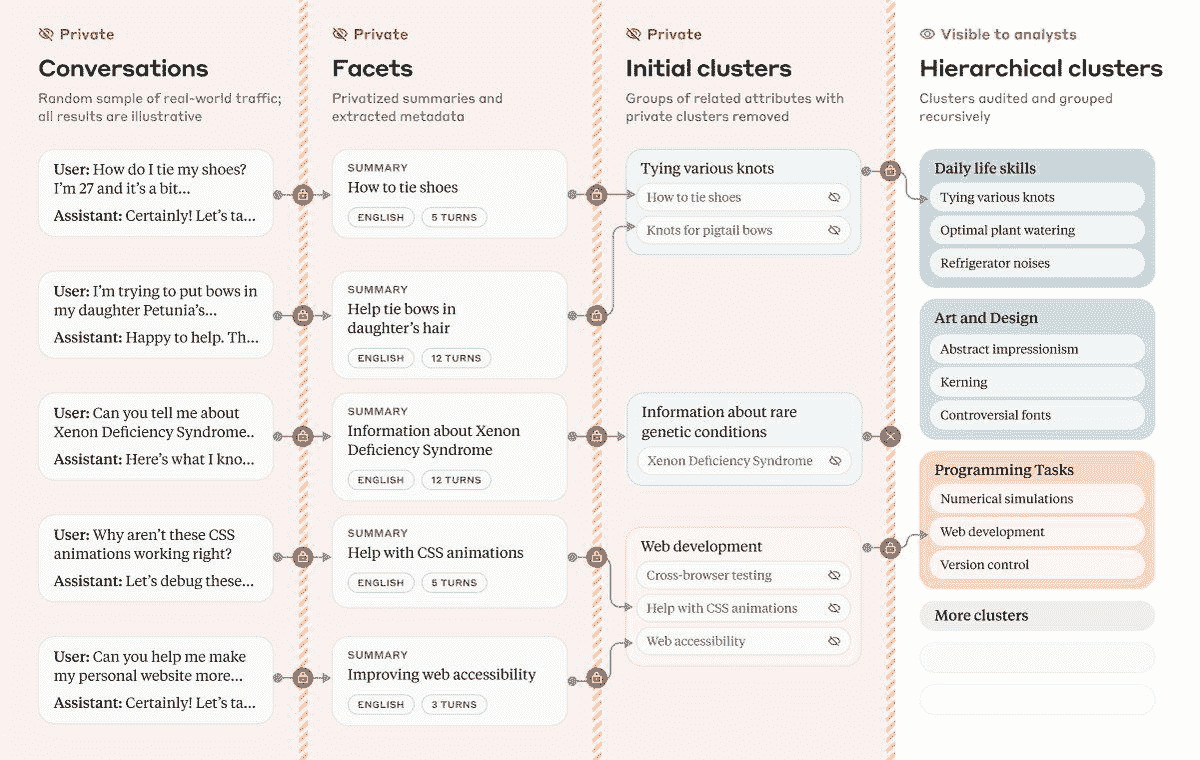 Private
Conversations
Random sample of real-world traffic;
all results are illustrative
User: How do I tie my shoes?
I'm 27 and it's a bit...
Assistant: Certainly! Let's ta...
User: I'm trying to put bows in
my daughter Petunia's...
Assistant: Happy to help. Th...
User: Can you tell me about
Xenon Deficiency Syndrome..
Assistant: Here's what I kno...
User: Why aren't these CSS
animations working right?
Assistant: Let's debug these...
User: Can you help me make
my personal website more...
Assistant: Certainly! Let's ta...
Private
Facets
Privatized summaries and
extracted metadata
SUMMARY
How to tie shoes
ENGLISH 5 TURNS
SUMMARY
Help tie bows in
daughter's hair
ENGLISH 12 TURNS
SUMMARY
Information about Xenon
Deficiency Syndrome
ENGLISH 12 TURNS
SUMMARY
Help with CSS animations
ENGLISH 5 TURNS
SUMMARY
Improving web accessibility
ENGLISH 3 TURNS
Private
Initial clusters
Groups of related attributes with
private clusters removed
Tying various knots
How to tie shoes
Knots for pigtail bows
Information about rare
genetic conditions
Xenon Deficiency Syndrome
Web development
Cross-browser testing
Help with CSS animations
Web accessibility
Visible to analysts
Hierarchical clusters
Clusters audited and grouped
recursively
Daily life skills
Tying various knots
Optimal plant watering
Refrigerator noises
Art and Design
Abstract impressionism
Kerning
Controversial fonts
Programming Tasks
Numerical simulations
Web development
Version control
More clusters